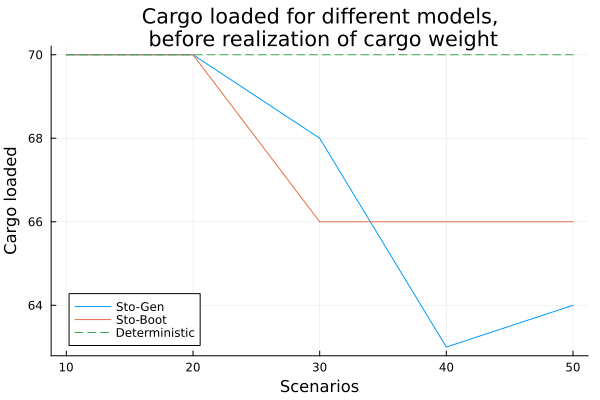 Cargo loaded for different models,
before realization of cargo weight
Cargo loaded
70
68
66
64
Sto-Gen
Sto-Boot
Deterministic
10
20
30
40
50
Scenarios